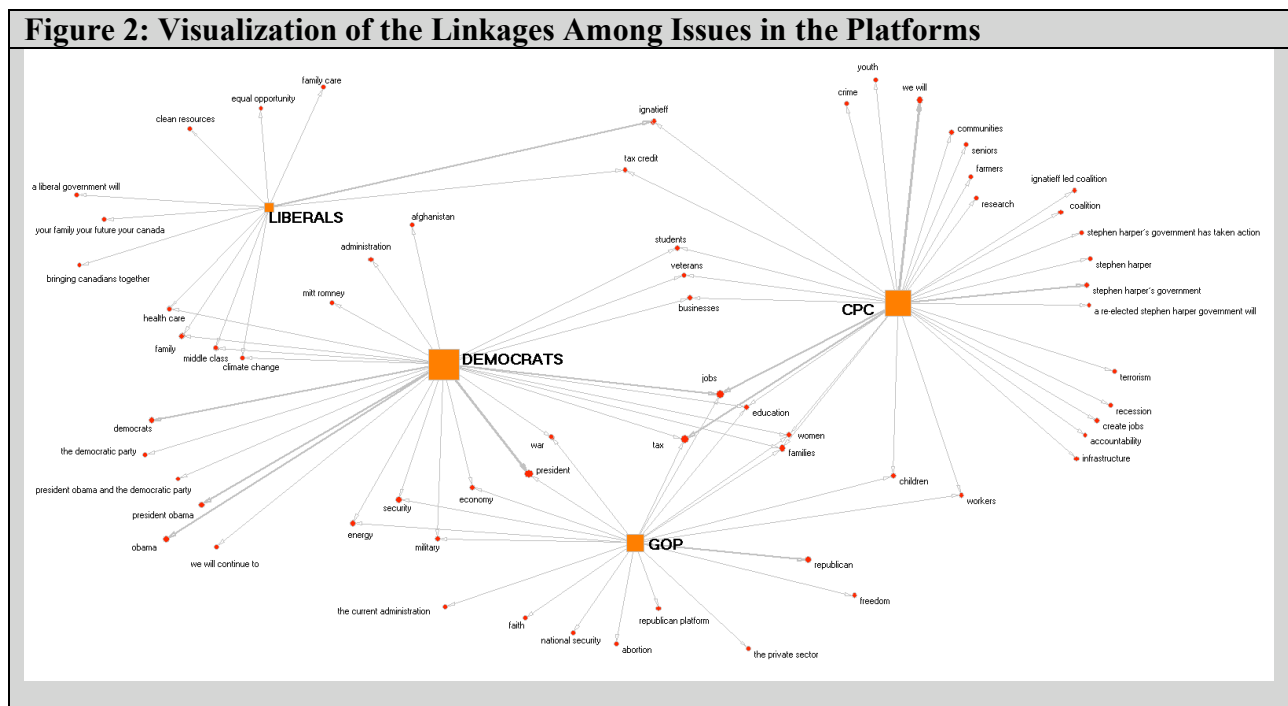 Figure 2: Visualization of the Linkages Among Issues in the Platforms
youth
family care
we will
crime
equal opportunity
ignatieff
clean resources
communities
seniors
tax credit
farmers
ignatieff led coalition
a liberal government will
research
coalition
LIBERALS
afghanistan
your family your future your canada
stephen harper's government has taken action
students
administration
stephen harper
veterans
bringing canadians together
stephen harper's government
mitt romney
businesses
CPC
a re-elected stephen harper government will
health care
family
middle class
climate change
DEMOCRATS
jobs
terrorism
education
recession
democrats
create jobs
women
accountability
war
tax
the democratic party
families
infrastructure
president
president obama and the democratic party
children
economy
workers
security
president obama
energy
military
obama
GOP
we will continue to
republican
freedom
the current administration
faith
republican platform
national security
abortion
the private sector